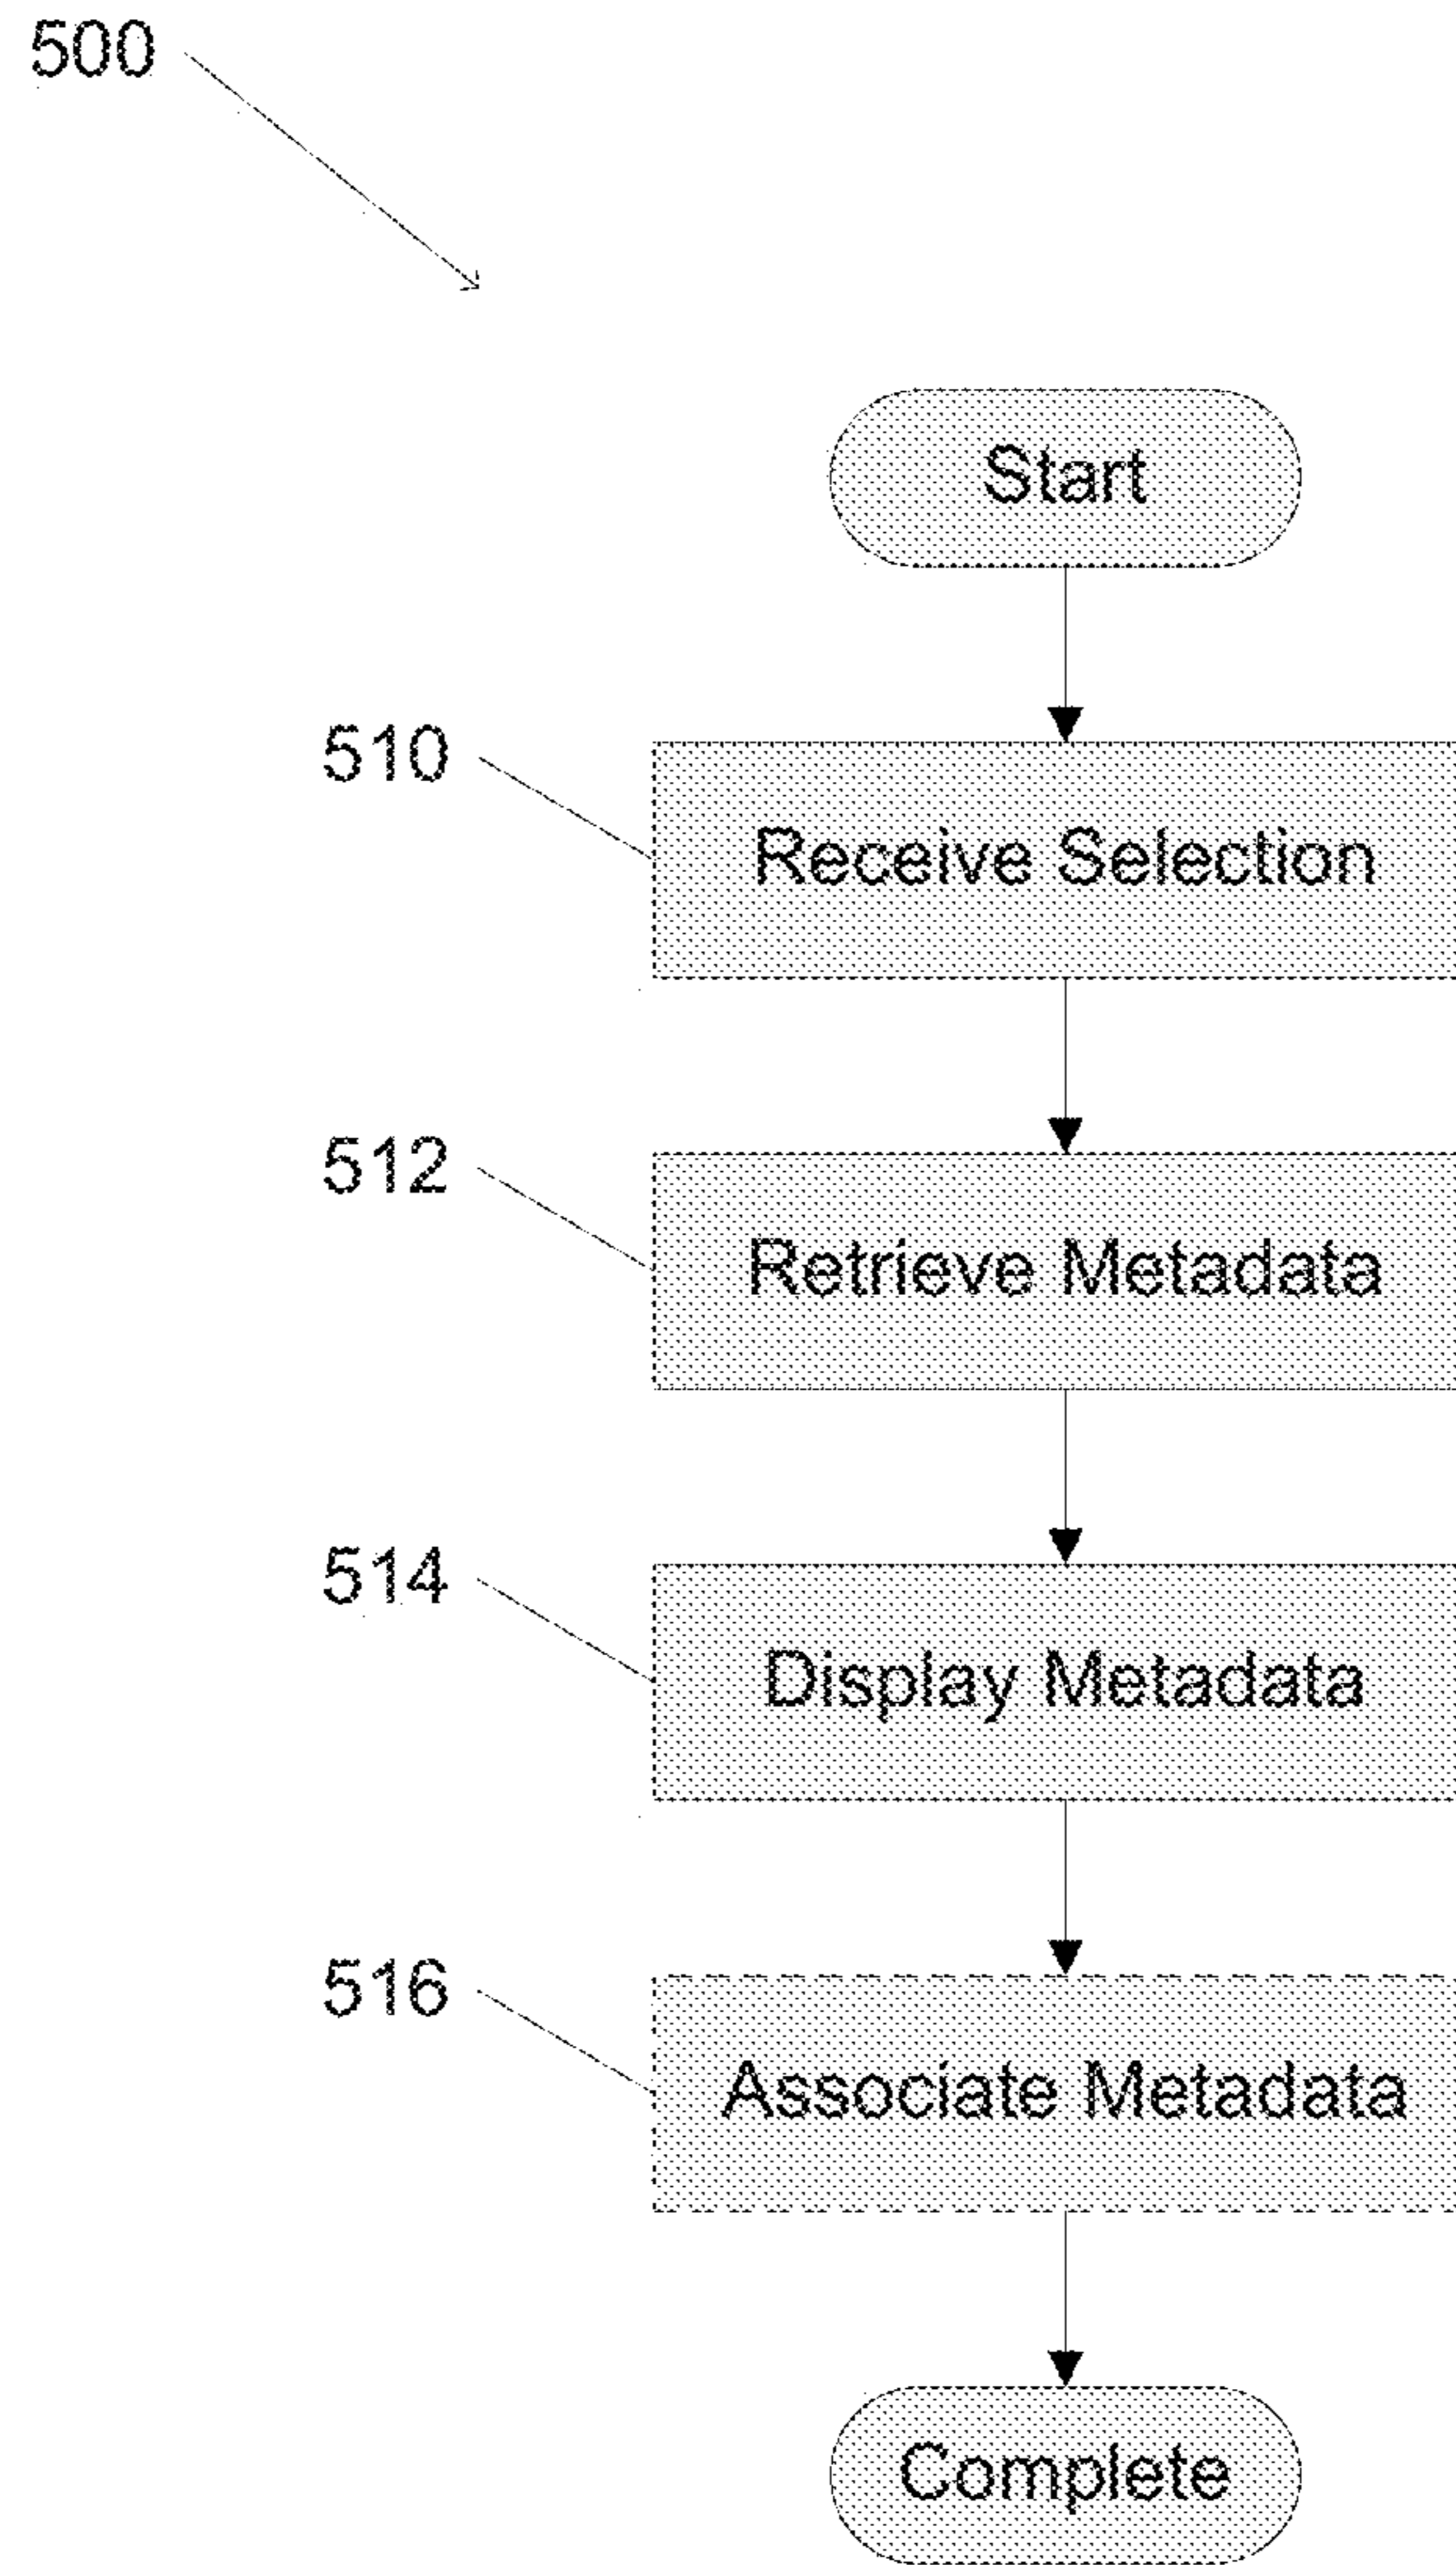 500
Start
510
Receive Selection
512
Retrieve Metadata
514
Display Metadata
516
Associate Metadata
Complete